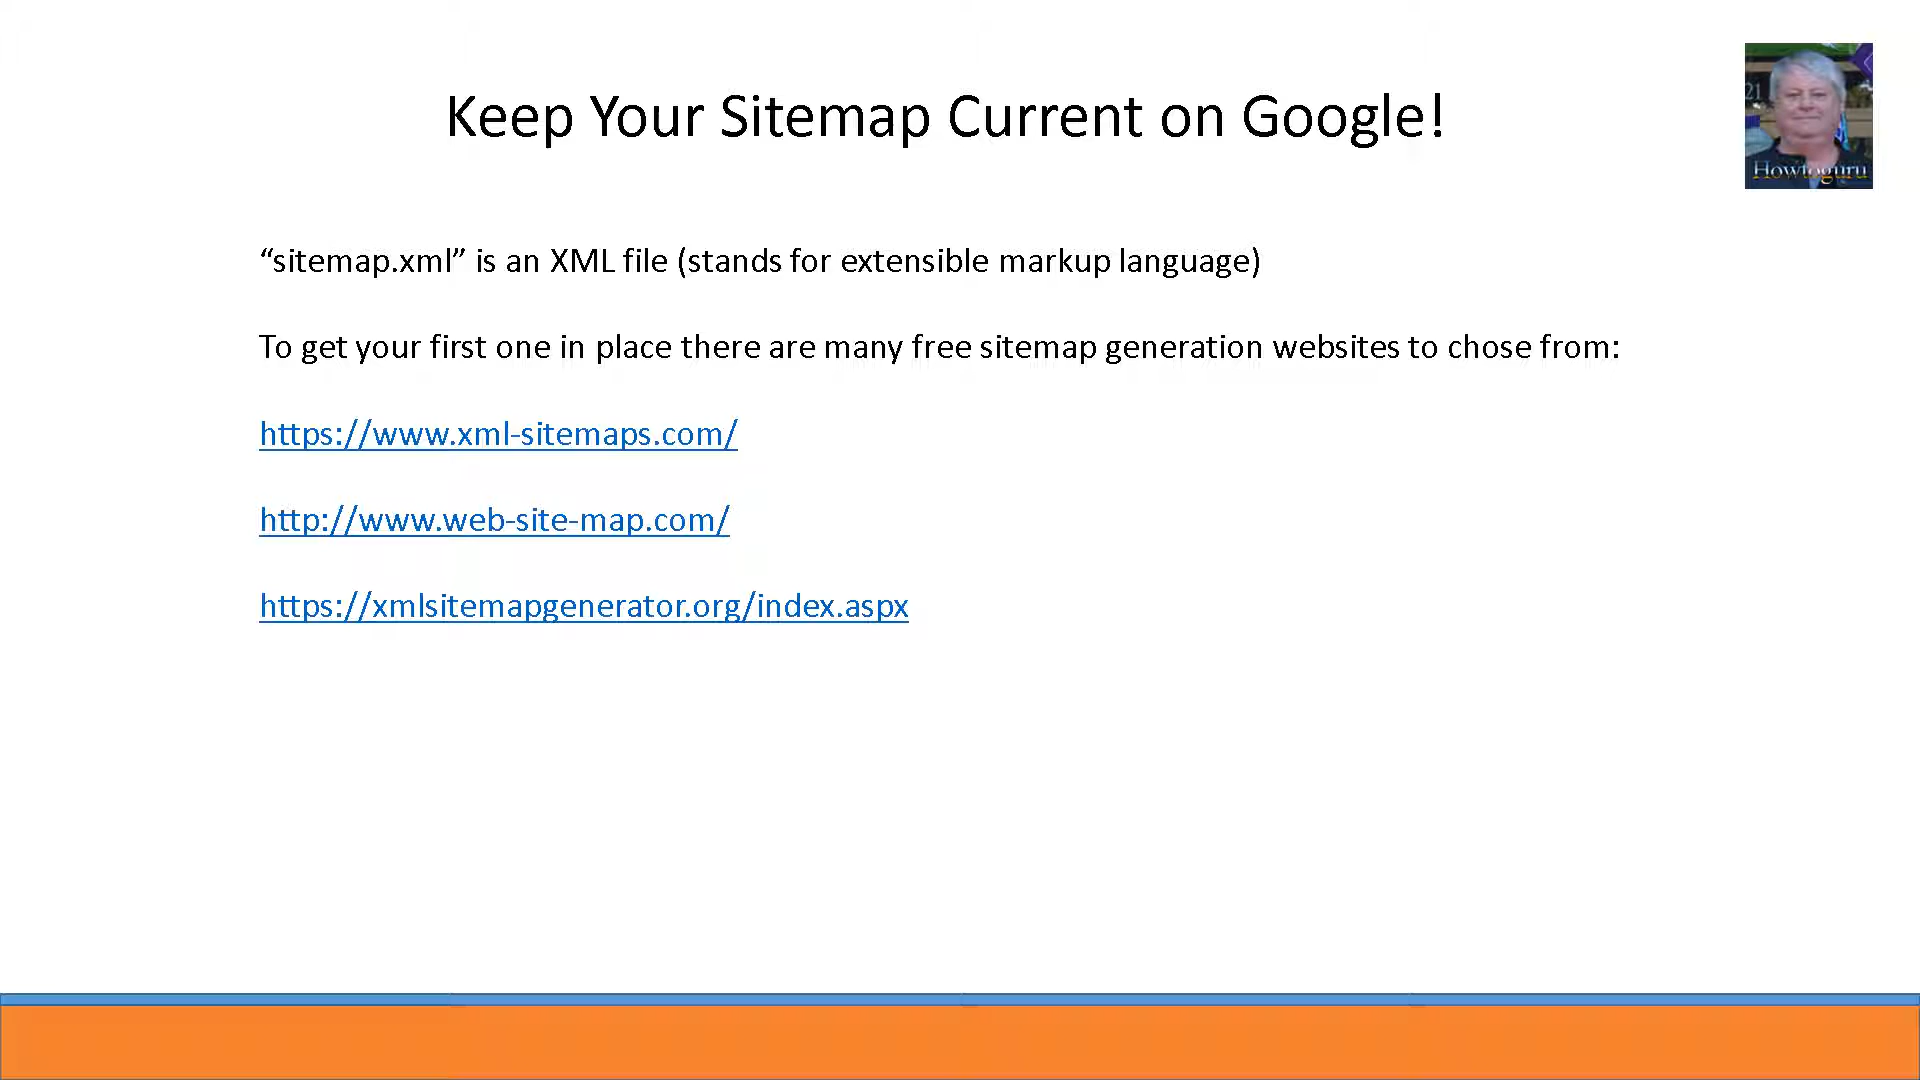 Keep Your Sitemap Current on Google!
21
Howtoguru
“sitemap.xml” is an XML file (stands for extensible markup language)
To get your first one in place there are many free sitemap generation websites to chose from:
https://www.xml-sitemaps.com/
http://www.web-site-map.com/
https://xmlsitemapgenerator.org/index.aspx